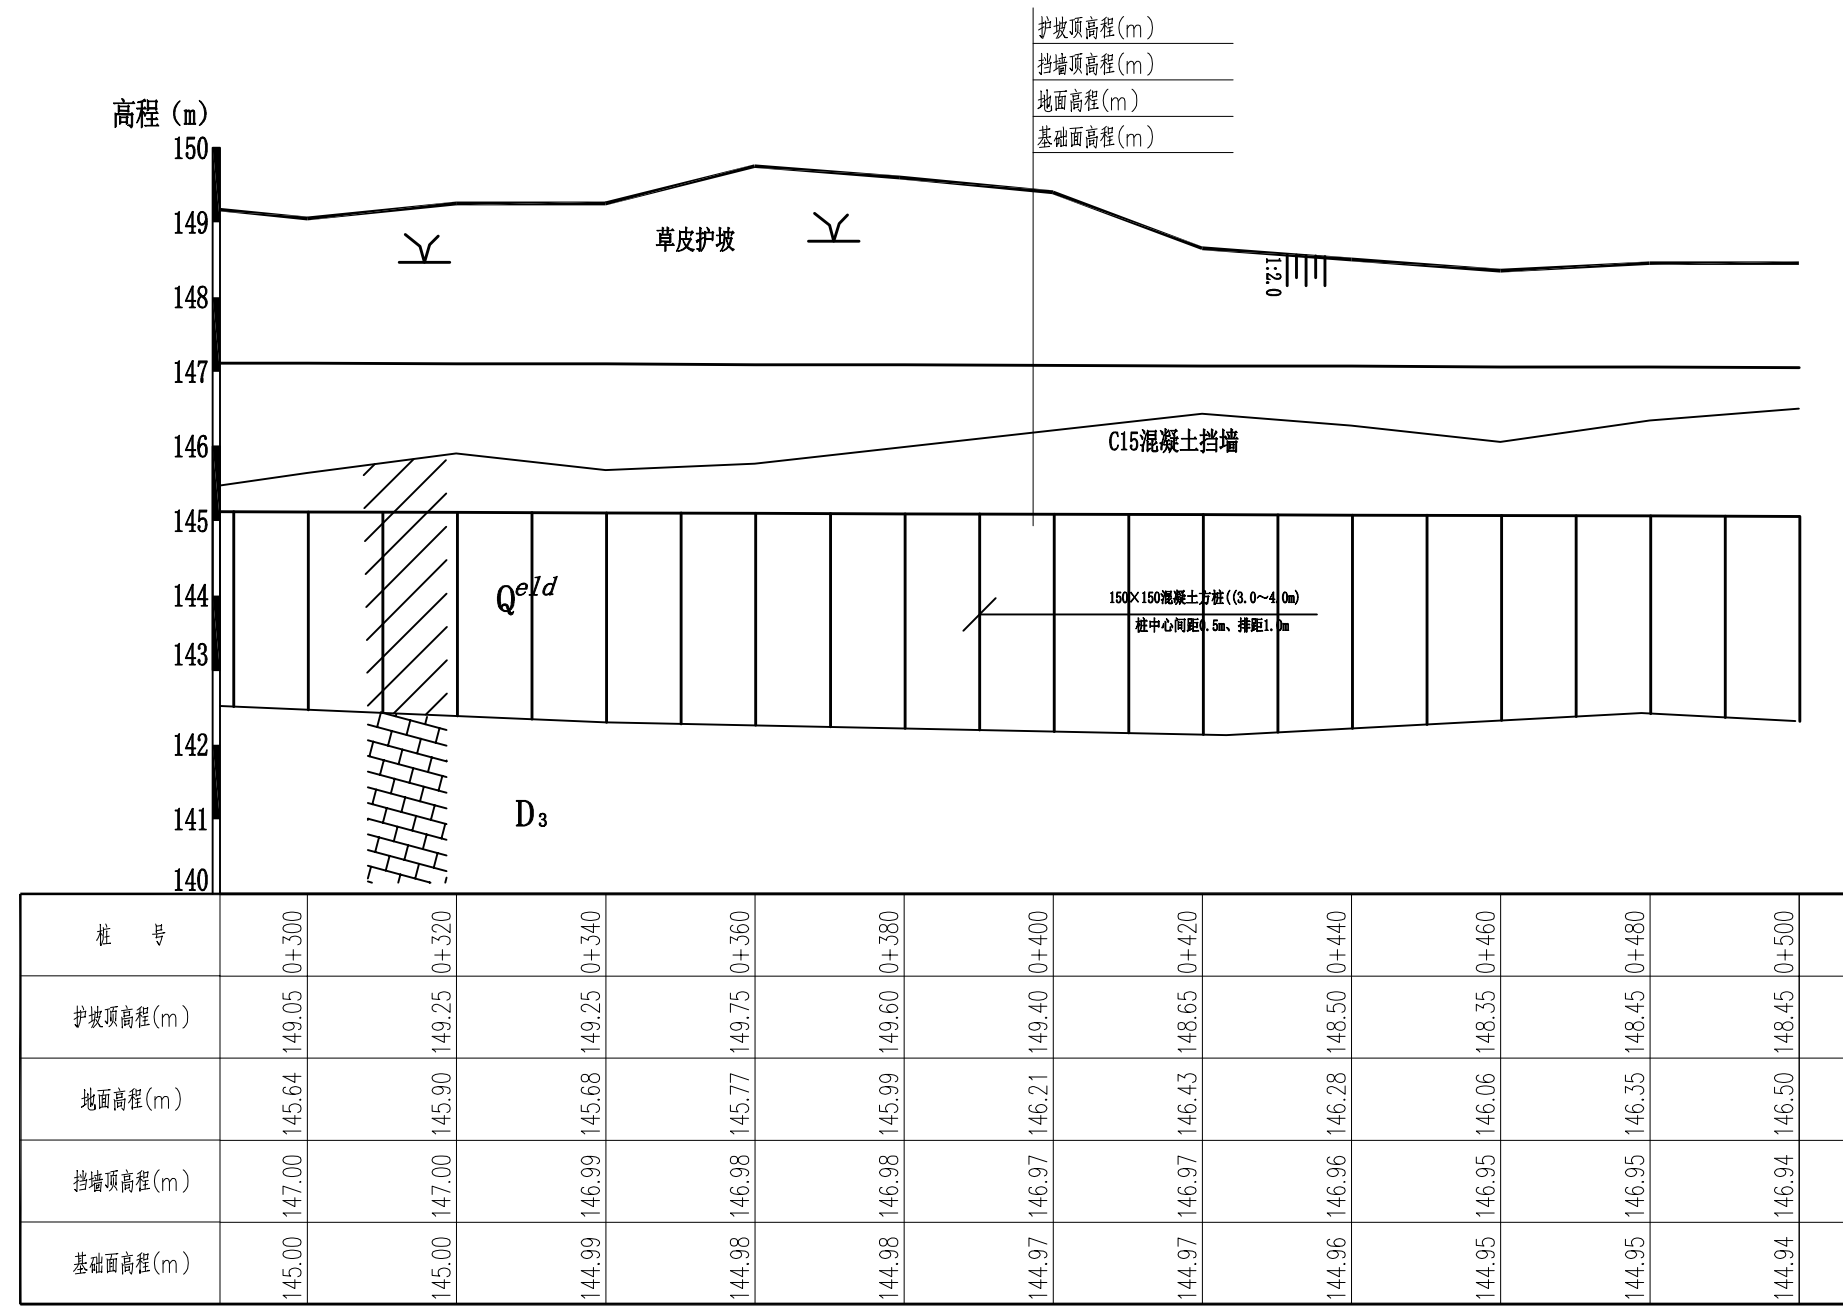 护坡顶高程(m)
挡墙顶高程(m)
地面高程(m)
基础面高程(m)
高程 (m)
150
149
148
147
146
145
144
143
142
141
140
草皮护坡
1:2.0
C15混凝土挡墙
Qeld
150×150混凝土方桩((3.0～4.0m)
桩中心间距0.5m、排距1.0m
D3
桩 号 0+300 0+320 0+340 0+360 0+380 0+400 0+420 0+440 0+460 0+480 0+500
护坡顶高程(m) 149.05 149.25 149.25 149.75 149.60 149.40 148.65 148.50 148.35 148.45 148.45
地面高程(m) 145.64 145.90 145.68 145.77 145.99 146.21 146.43 146.28 146.06 146.35 146.50
挡墙顶高程(m) 147.00 147.00 146.99 146.98 146.98 146.97 146.97 146.96 146.95 146.95 146.94
基础面高程(m) 145.00 145.00 144.99 144.98 144.98 144.97 144.97 144.96 144.95 144.95 144.94